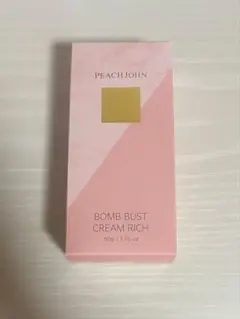 PEACH JOHN
BOMB BUST
CREAM RICH